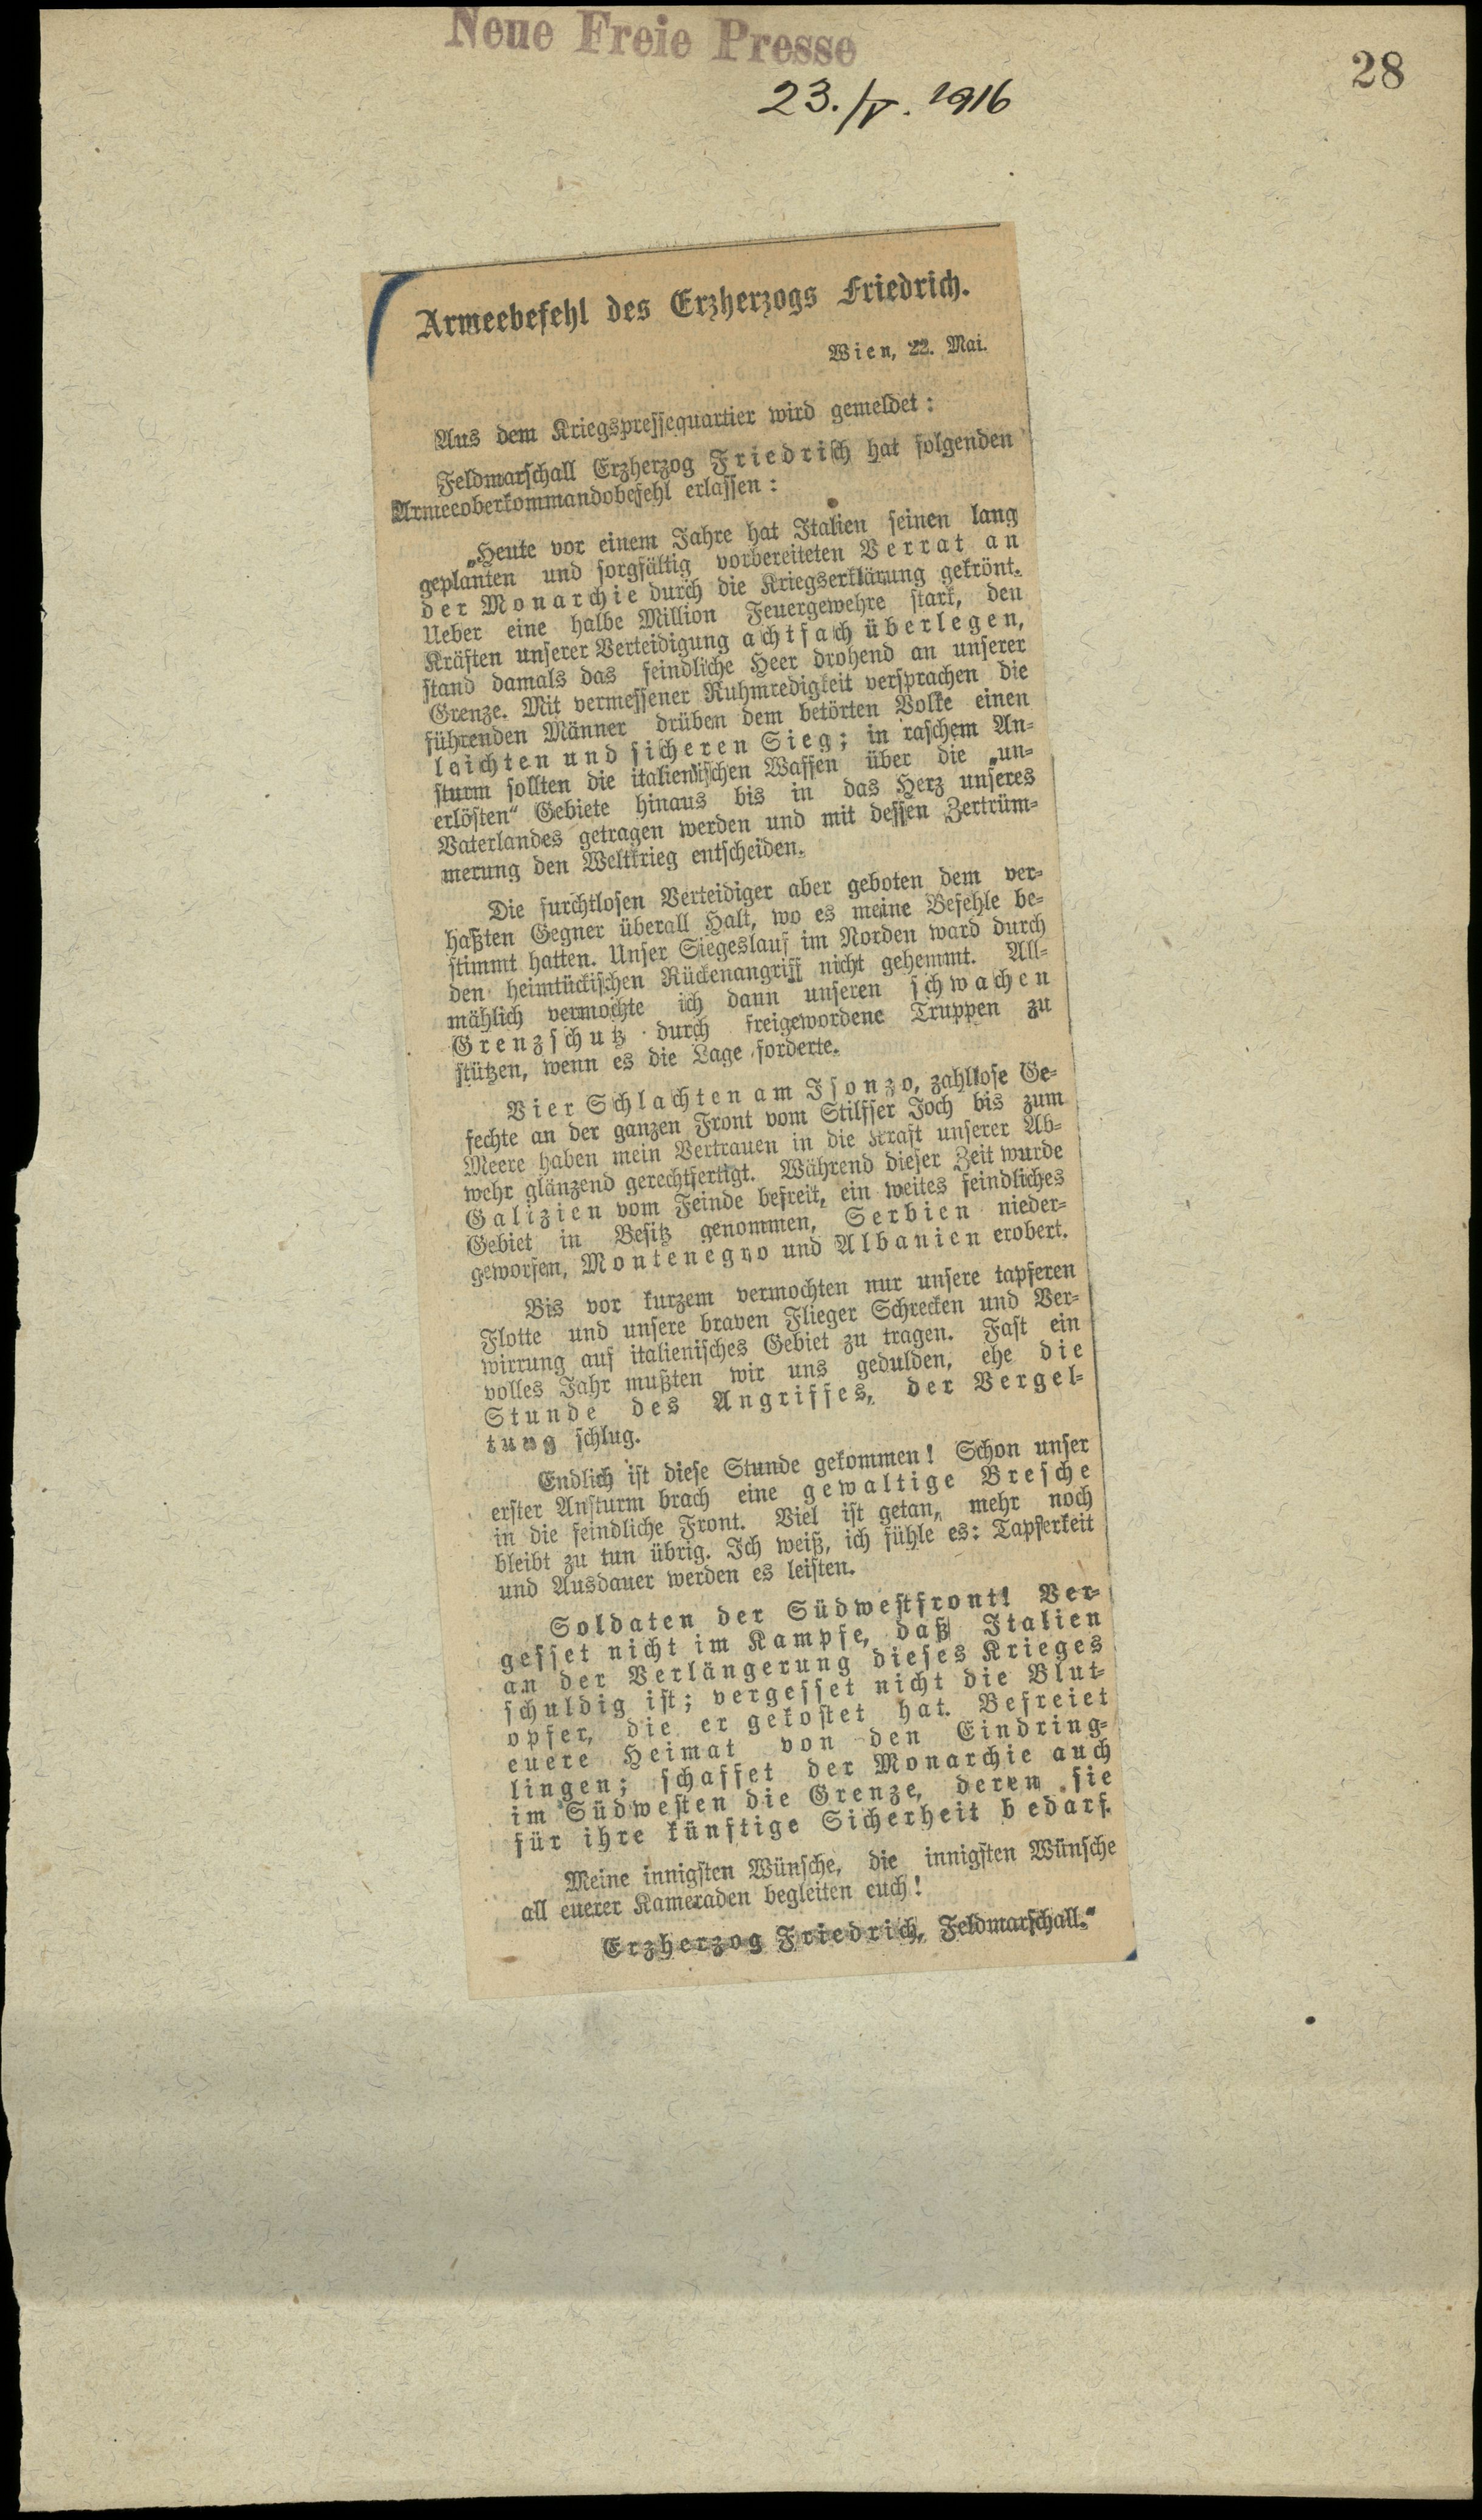 Neue Freie Presse
28
23./V. 1916
Armeebefehl des Erzherzogs Friedrich.
Wien, 22. Mai.
Aus dem Kriegspressequartier wird gemeldet:
Feldmarschall Erzherzog Friedrich hat folgenden
Armeeoberkommandobefehl erlassen:
„Heute vor einem Jahre hat Italien seinen lang
geplanten und sorgfältig vorbereiteten Verrat an
der Monarchie durch die Kriegserklärung gekrönt.
Ueber eine halbe Million Feuergewehre stark, den
Kräften unserer Verteidigung achtfach überlegen,
stand damals das feindliche Heer drohend an unserer
Grenze. Mit vermessener Ruhmredigkeit versprachen die
führenden Männer drüben dem betörten Volke einen
leichten und sicheren Sieg; in raschem An-
sturm sollten die italienischen Waffen über die „un-
erlösten“ Gebiete hinaus bis in das Herz unseres
Vaterlandes getragen werden und mit dessen Zertrüm-
merung den Weltkrieg entscheiden.
Die furchtlosen Verteidiger aber geboten dem ver-
haßten Gegner überall Halt, wo es meine Befehle be-
stimmt hatten. Unser Siegeslauf im Norden ward durch
den heimtückischen Rückenangriff nicht gehemmt. All-
mählich vermochte ich dann unseren schwachen
Grenzschutz durch freigewordene Truppen zu
stützen, wenn es die Lage forderte.
Vier Schlachten am Isonzo, zahllose Ge-
fechte an der ganzen Front vom Stilfser Joch bis zum
Meere haben mein Vertrauen in die Kraft unserer Ab-
wehr glänzend gerechtfertigt. Während dieser Zeit wurde
Galizien vom Feinde befreit, ein weites feindliches
Gebiet in Besitz genommen, Serbien nieder-
geworfen, Montenegro und Albanien erobert.
Bis vor kurzem vermochten nur unsere tapferen
Flotte und unsere braven Flieger Schrecken und Ver-
wirrung auf italienisches Gebiet zu tragen. Fast ein
volles Jahr mußten wir uns gedulden, ehe die
Stunde des Angriffes, der Vergel-
tung schlug.
Endlich ist diese Stunde gekommen! Schon unser
erster Ansturm brach eine gewaltige Bresche
in die feindliche Front. Viel ist getan, mehr noch
bleibt zu tun übrig. Ich weiß, ich fühle es: Tapferkeit
und Ausdauer werden es leisten.
Soldaten der Südwestfront! Ver-
gesset nicht im Kampfe, daß Italien
an der Verlängerung dieses Krieges
schuldig ist; vergesset nicht die Blut-
opfer, die er gekostet hat. Befreiet
euere Heimat von den Eindring-
lingen; schaffet der Monarchie auch
im Südwesten die Grenze, deren sie
für ihre künftige Sicherheit bedarf.
Meine innigsten Wünsche, die innigsten Wünsche
all euerer Kameraden begleiten euch!
Erzherzog Friedrich, Feldmarschall.“